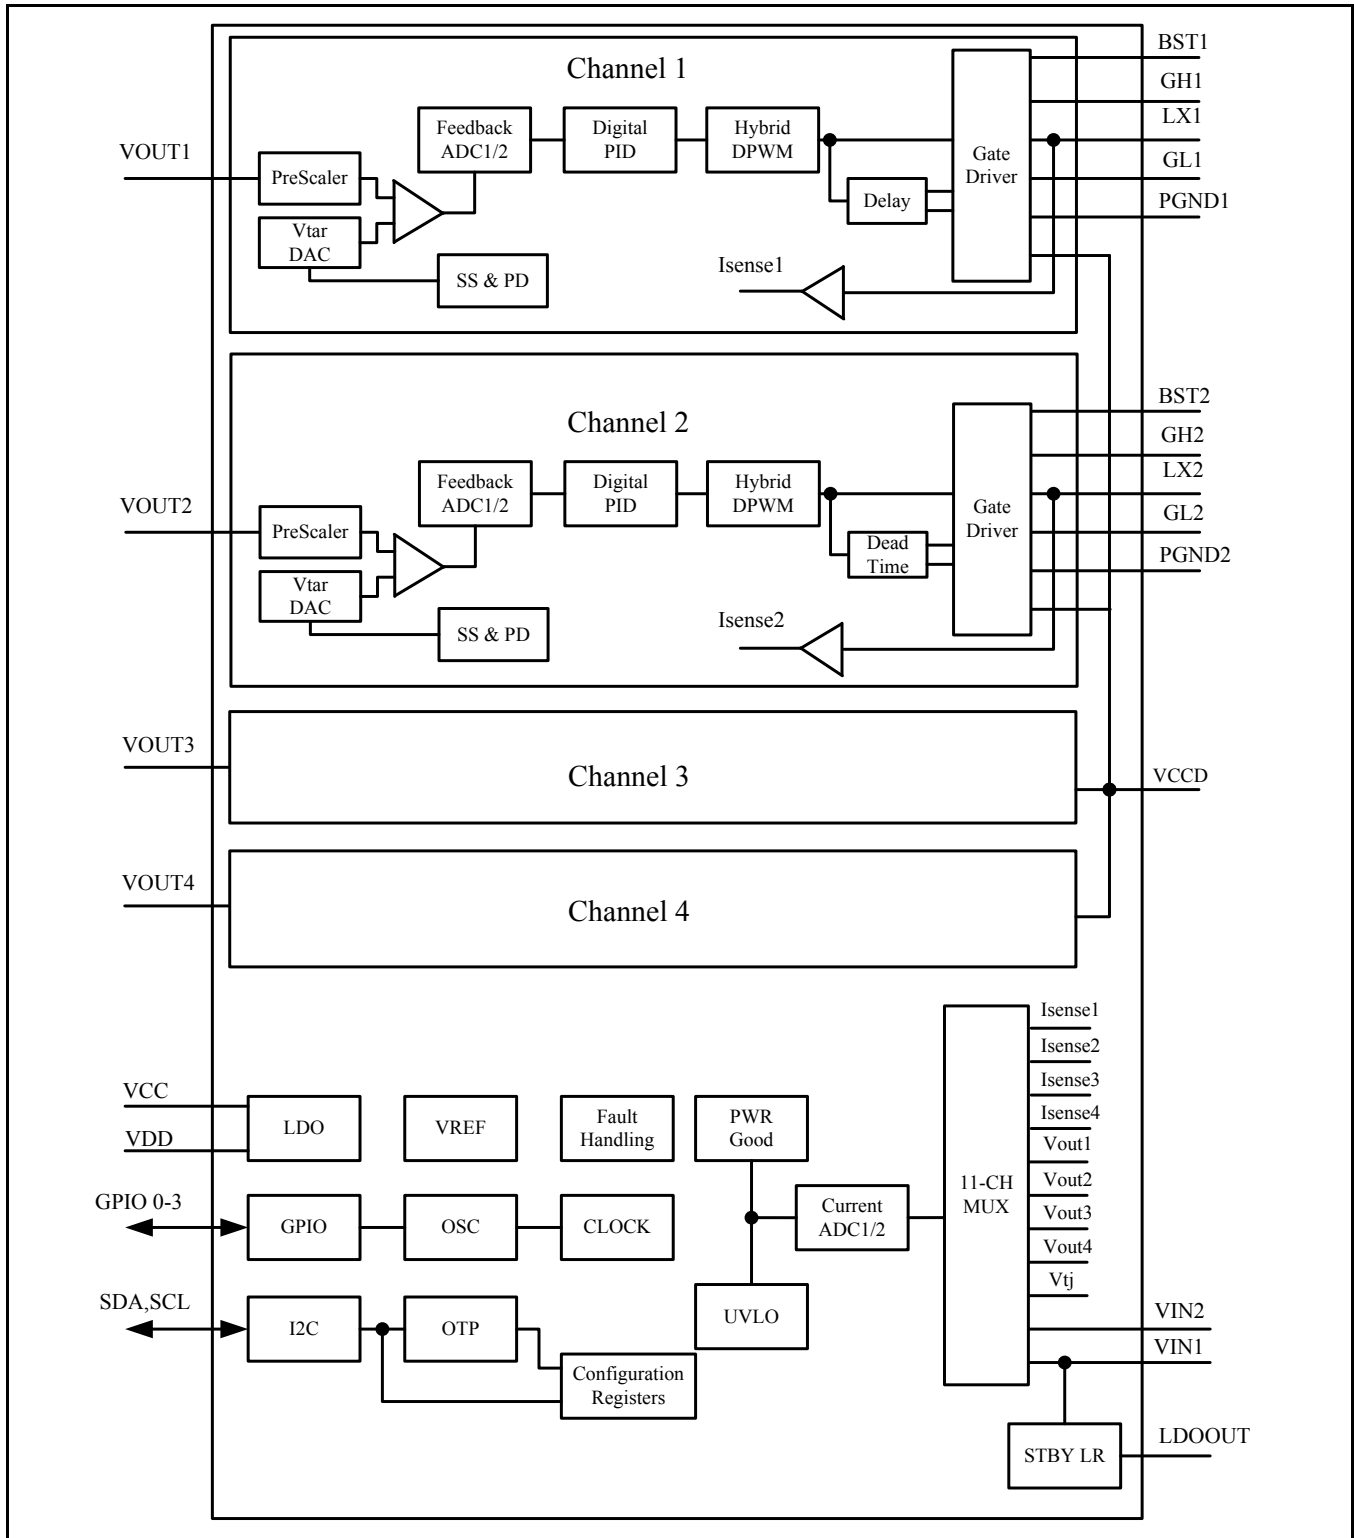 Channel 1
BST1
GH1
LX1
GL1
PGND1
VOUT1
PreScaler
Vtar
DAC
Feedback
ADC1/2
Digital
PID
Hybrid
DPWM
Delay
Gate
Driver
SS & PD
Isense1
Channel 2
BST2
GH2
LX2
GL2
PGND2
VOUT2
PreScaler
Vtar
DAC
Feedback
ADC1/2
Digital
PID
Hybrid
DPWM
Dead
Time
Gate
Driver
SS & PD
Isense2
VOUT3
Channel 3
VCCD
VOUT4
Channel 4
VCC
VDD
LDO
VREF
Fault
Handling
PWR
Good
GPIO 0-3
GPIO
OSC
CLOCK
Current
ADC1/2
11-CH
MUX
Isense1
Isense2
Isense3
Isense4
Vout1
Vout2
Vout3
Vout4
Vtj
SDA,SCL
I2C
OTP
Configuration
Registers
UVLO
VIN2
VIN1
STBY LR
LDOOUT